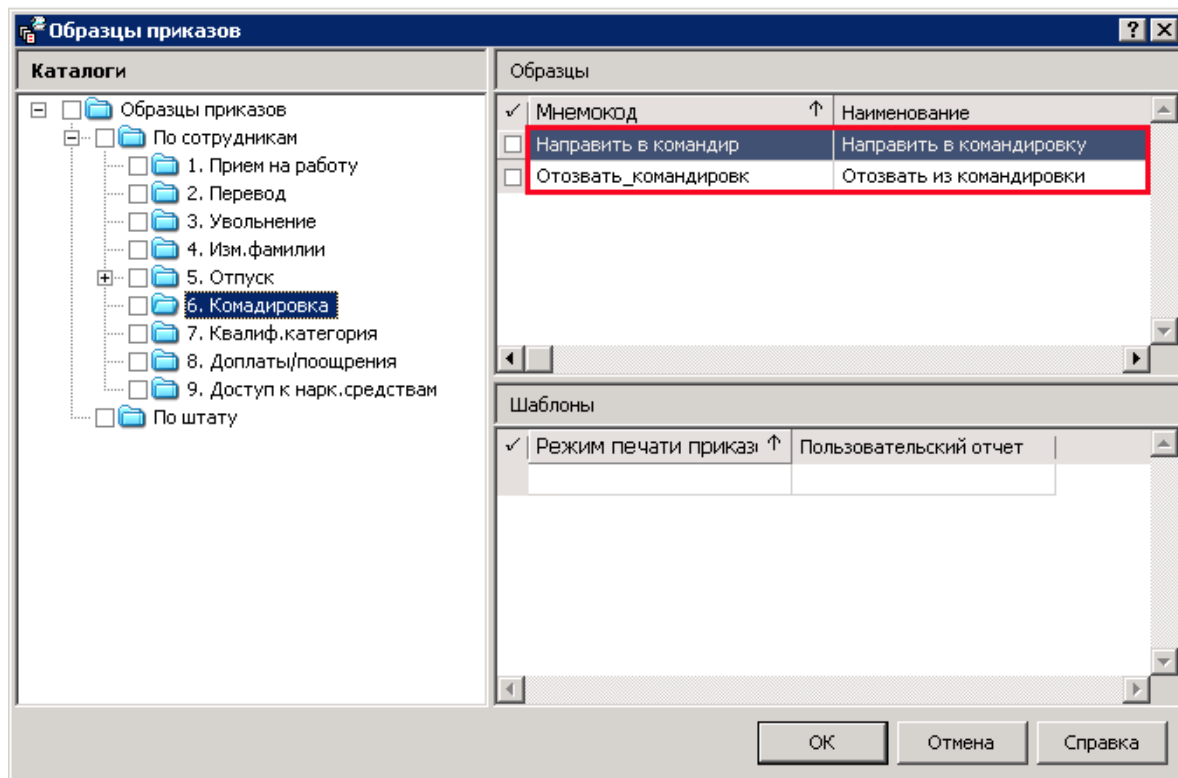 Образцы приказов
Каталоги
Образцы приказов
По сотрудникам
1. Прием на работу
2. Перевод
3. Увольнение
4. Изм.фамилии
5. Отпуск
6. Комадировка
7. Квалиф.категория
8. Доплаты/поощрения
9. Доступ к нарк.средствам
По штату
Образцы
Мнемокод Наименование
Направить в командир Направить в командировку
Отозвать_командировк Отозвать из командировки
Шаблоны
Режим печати приказ Пользовательский отчет
ОК Отмена Справка